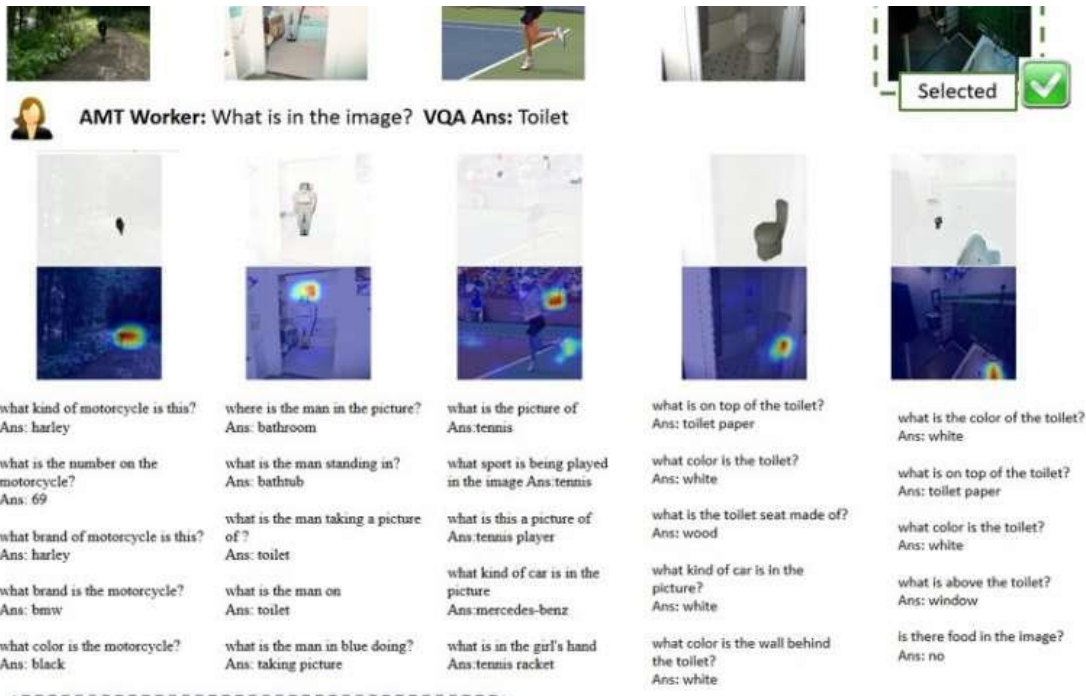 Selected
AMT Worker: What is in the image? VQA Ans: Toilet
what kind of motorcycle is this?
Ans: harley
what is the number on the
motorcycle?
Ans: 69
what brand of motorcycle is this?
Ans: harley
what brand is the motorcycle?
Ans: bmw
what color is the motorcycle?
Ans: black
where is the man in the picture?
Ans: bathroom
what is the man standing in?
Ans: bathtub
what is the man taking a picture
of ?
Ans: toilet
what is the man on
Ans: toilet
what is the man in blue doing?
Ans: taking picture
what is the picture of
Ans:tennis
what sport is being played
in the image Ans:tennis
what is this a picture of
Ans:tennis player
what kind of car is in the
picture
Ans:mercedes-benz
what is in the girl's hand
Ans:tennis racket
what is on top of the toilet?
Ans: toilet paper
what color is the toilet?
Ans: white
what is the toilet seat made of?
Ans: wood
what kind of car is in the
picture?
Ans: white
what color is the wall behind
the toilet?
Ans: white
what is the color of the toilet?
Ans: white
what is on top of the toilet?
Ans: toilet paper
what color is the toilet?
Ans: white
what is above the toilet?
Ans: window
is there food in the image?
Ans: no